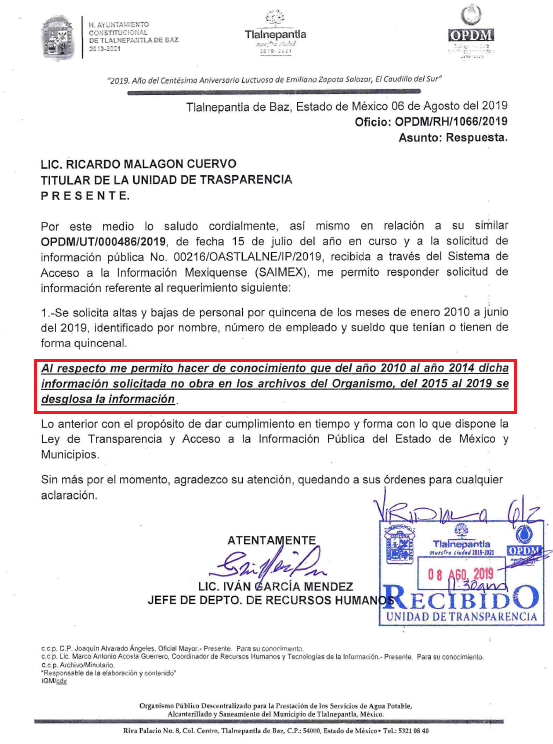 H. AYUNTAMIENTO
CONSTITUCIONAL
DE TLALNEPANTLA DE BAZ
2019-2021
Tlalnepantla
nuestra ciudad
2019-2021
OPDM
TLALNEPANTLA
2019-2021
"2019. Año del Centésimo Aniversario Luctuoso de Emiliano Zapata Salazar, El Caudillo del Sur"
Tlalnepantla de Baz, Estado de México 06 de Agosto del 2019
Oficio: OPDM/RH/1066/2019
Asunto: Respuesta.
LIC. RICARDO MALAGON CUERVO
TITULAR DE LA UNIDAD DE TRASPARENCIA
P R E S E N T E.
Por este medio lo saludo cordialmente, así mismo en relación a su similar
OPDM/UT/000486/2019, de fecha 15 de julio del año en curso y a la solicitud de
información pública No. 00216/OASTLALNE/IP/2019, recibida a través del Sistema de
Acceso a la Información Mexiquense (SAIMEX), me permito responder solicitud de
información referente al requerimiento siguiente:
1.-Se solicita altas y bajas de personal por quincena de los meses de enero 2010 a junio
del 2019, identificado por nombre, número de empleado y sueldo que tenían o tienen de
forma quincenal.
Al respecto me permito hacer de conocimiento que del año 2010 al año 2014 dicha
información solicitada no obra en los archivos del Organismo, del 2015 al 2019 se
desglosa la información.
Lo anterior con el propósito de dar cumplimiento en tiempo y forma con lo que dispone la
Ley de Transparencia y Acceso a la Información Pública del Estado de México y
Municipios.
Sin más por el momento, agradezco su atención, quedando a sus órdenes para cualquier
aclaración.
ATENTAMENTE
LIC. IVÁN GARCÍA MENDEZ
JEFE DE DEPTO. DE RECURSOS HUMANOS
Tlalnepantla
Nuestra ciudad 2019-2021
OPDM
08 AGO. 2019
11:30am
RECIBIDO
UNIDAD DE TRANSPARENCIA
c.c.p. C.P. Joaquín Alvarado Ángeles, Oficial Mayor.- Presente. Para su conocimiento.
c.c.p. Lic. Marco Antonio Acosta Guerrero, Coordinador de Recursos Humanos y Tecnologías de la Información.- Presente. Para su conocimiento.
c.c.p. Archivo/Minutario.
"Responsable de la elaboración y contenido"
IGM/cdv
Organismo Público Descentralizado para la Prestación de los Servicios de Agua Potable,
Alcantarillado y Saneamiento del Municipio de Tlalnepantla, México.
Riva Palacio No. 8, Col. Centro, Tlalnepantla de Baz, C.P.: 54000, Estado de México• Tel.: 5321 08 40